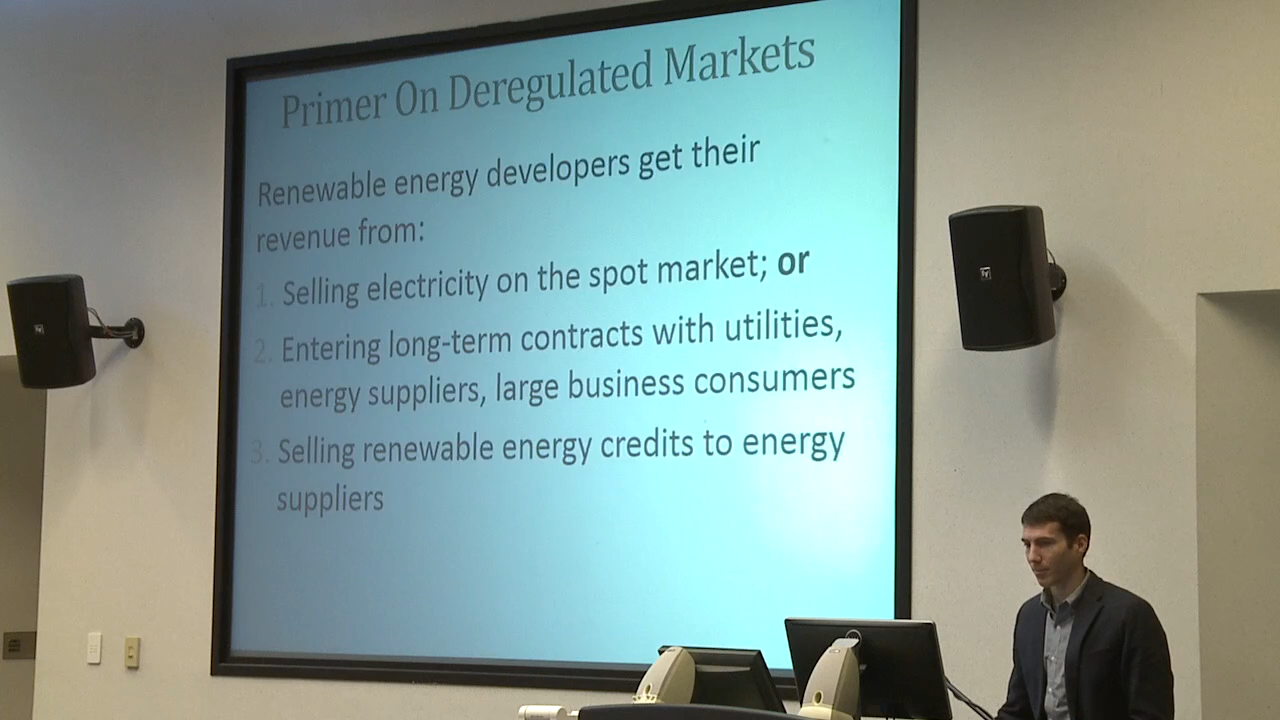 Primer On Deregulated Markets
Renewable energy developers get their
revenue from:
1. Selling electricity on the spot market; or
2. Entering long-term contracts with utilities,
energy suppliers, large business consumers
3. Selling renewable energy credits to energy
suppliers